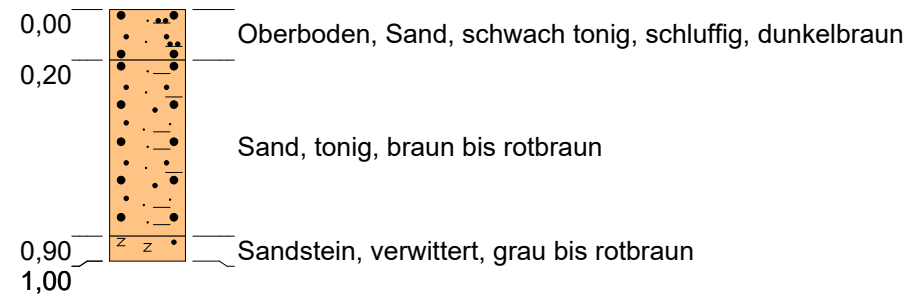 0,00
Oberboden, Sand, schwach tonig, schluffig, dunkelbraun
0,20
Sand, tonig, braun bis rotbraun
0,90
Sandstein, verwittert, grau bis rotbraun
1,00